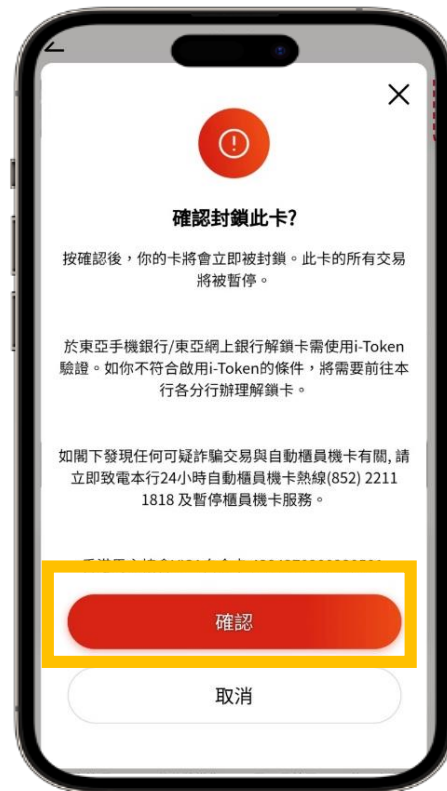 確認封鎖此卡?
按確認後，你的卡將會立即被封鎖。此卡的所有交易
將被暫停。
於東亞手機銀行/東亞網上銀行解鎖卡需使用i-Token
驗證。如你不符合啟用i-Token的條件，將需要前往本
行各分行辦理解鎖卡。
如閣下發現任何可疑詐騙交易與自動櫃員機卡有關, 請
立即致電本行24小時自動櫃員機卡熱線(852) 2211
1818 及暫停櫃員機卡服務。
確認
取消